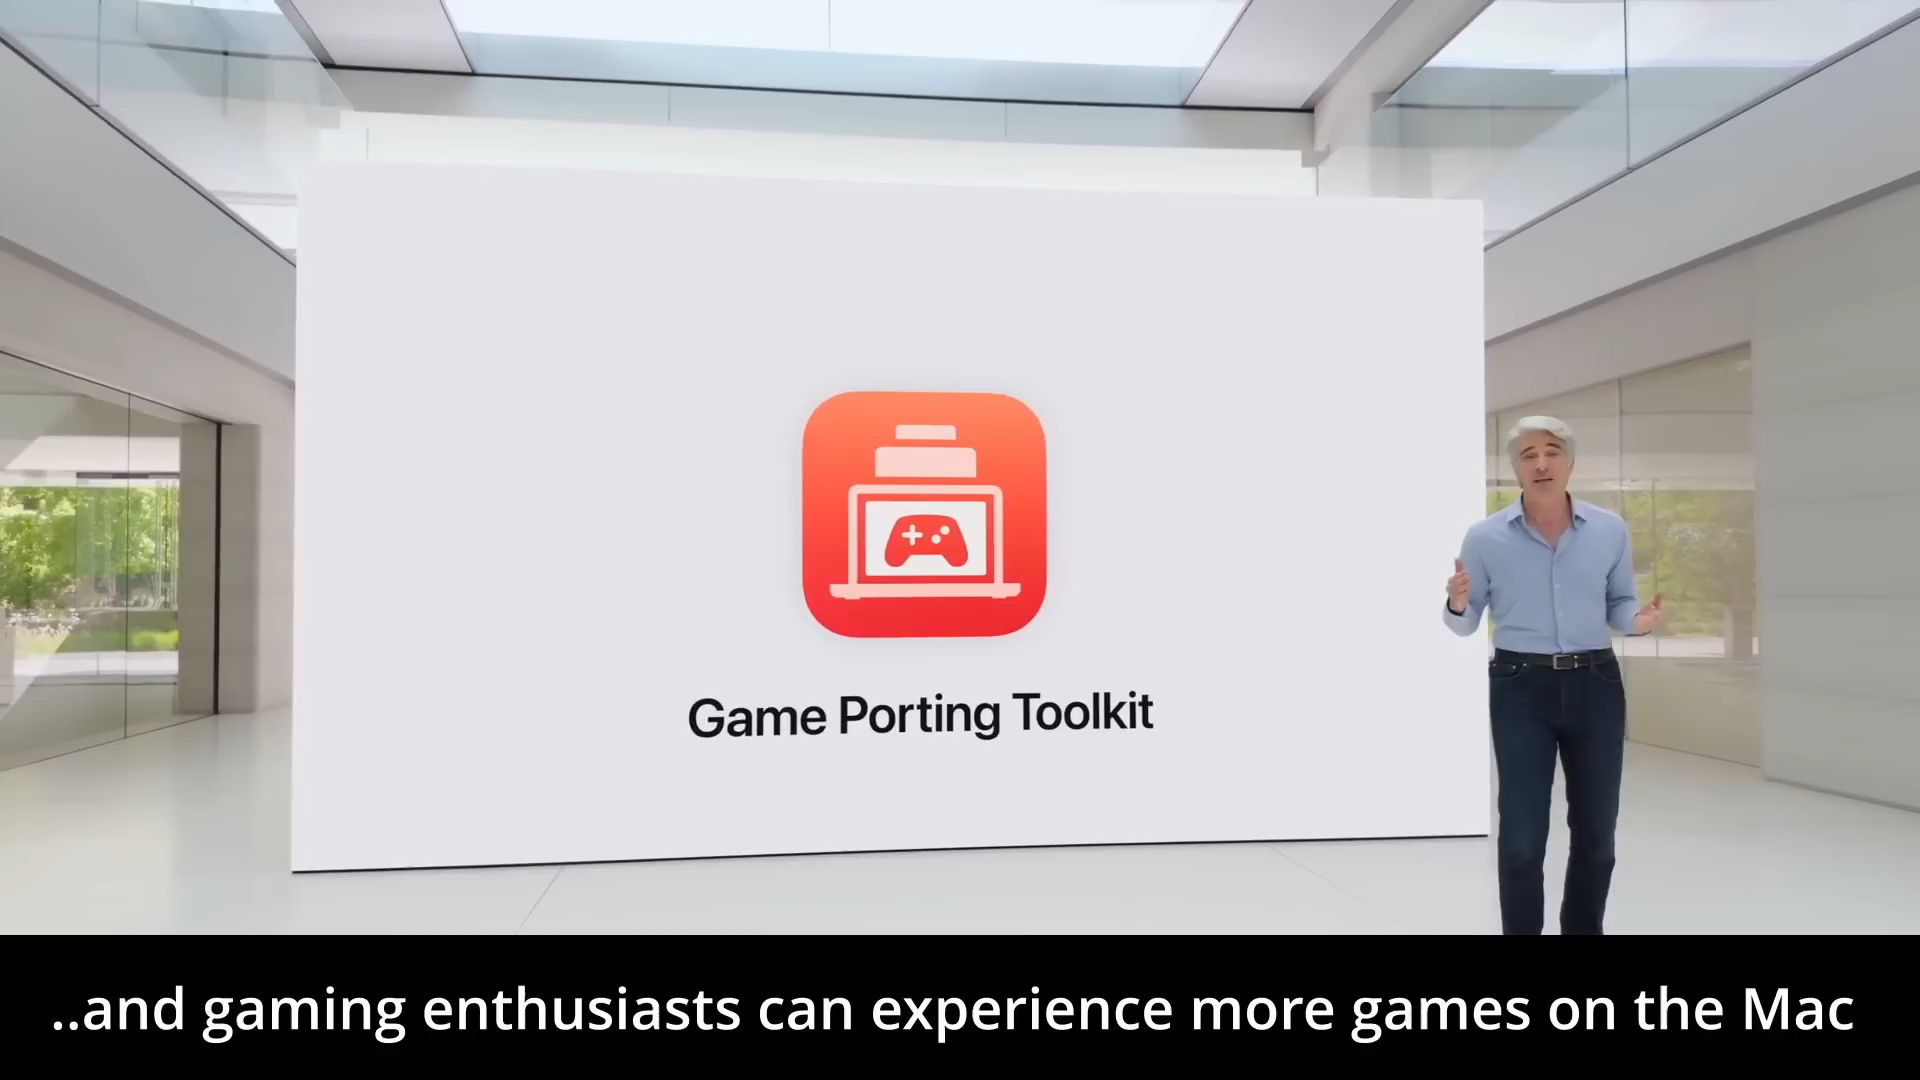 Game Porting Toolkit
..and gaming enthusiasts can experience more games on the Mac